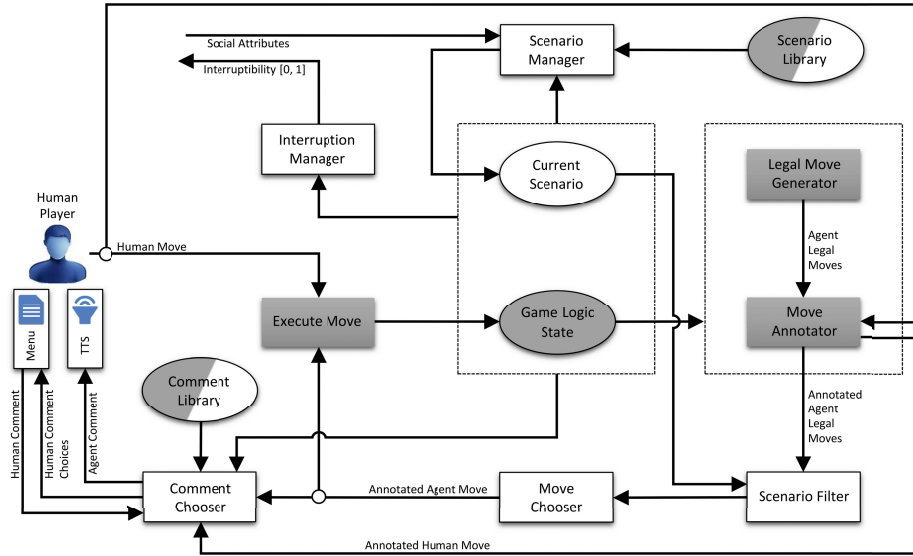 Social Attributes
Interruptibility [0, 1]
Scenario
Manager
Scenario
Library
Interruption
Manager
Current
Scenario
Legal Move
Generator
Human
Player
Human Move
Agent
Legal
Moves
Execute Move
Game Logic
State
Move
Annotator
Menu
TTS
Comment
Library
Annotated
Agent
Legal
Moves
Human Comment
Human Comment
Choices
Agent Comment
Comment
Chooser
Annotated Agent Move
Move
Chooser
Scenario Filter
Annotated Human Move